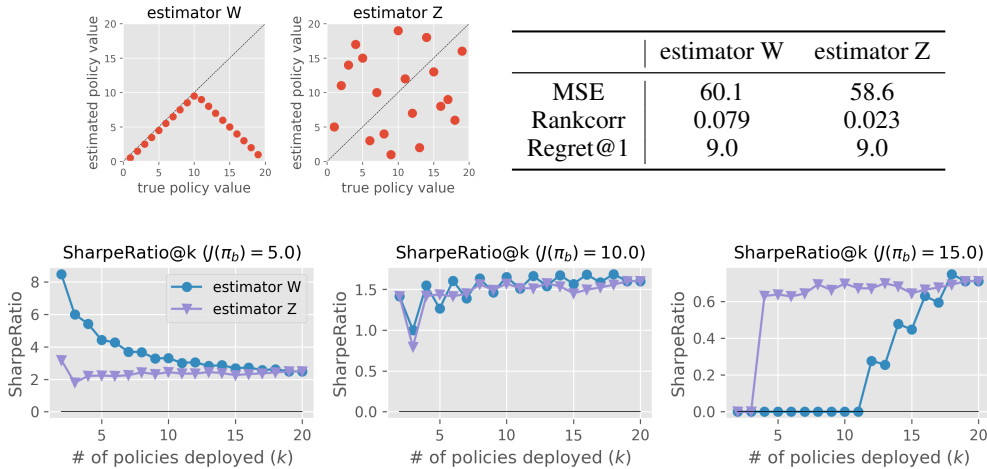 estimator W
estimated policy value
20
15
10
5
0
0 5 10 15 20
true policy value
estimator Z
estimated policy value
20
15
10
5
0
0 5 10 15 20
true policy value
estimator W estimator Z
MSE 60.1 58.6
Rankcorr 0.079 0.023
Regret@1 9.0 9.0
SharpeRatio@k (J(π_b) = 5.0)
SharpeRatio
8
6
4
2
0
estimator W
estimator Z
5 10 15 20
# of policies deployed (k)
SharpeRatio@k (J(π_b) = 10.0)
SharpeRatio
1.5
1.0
0.5
0.0
5 10 15 20
# of policies deployed (k)
SharpeRatio@k (J(π_b) = 15.0)
SharpeRatio
0.6
0.4
0.2
0.0
5 10 15 20
# of policies deployed (k)